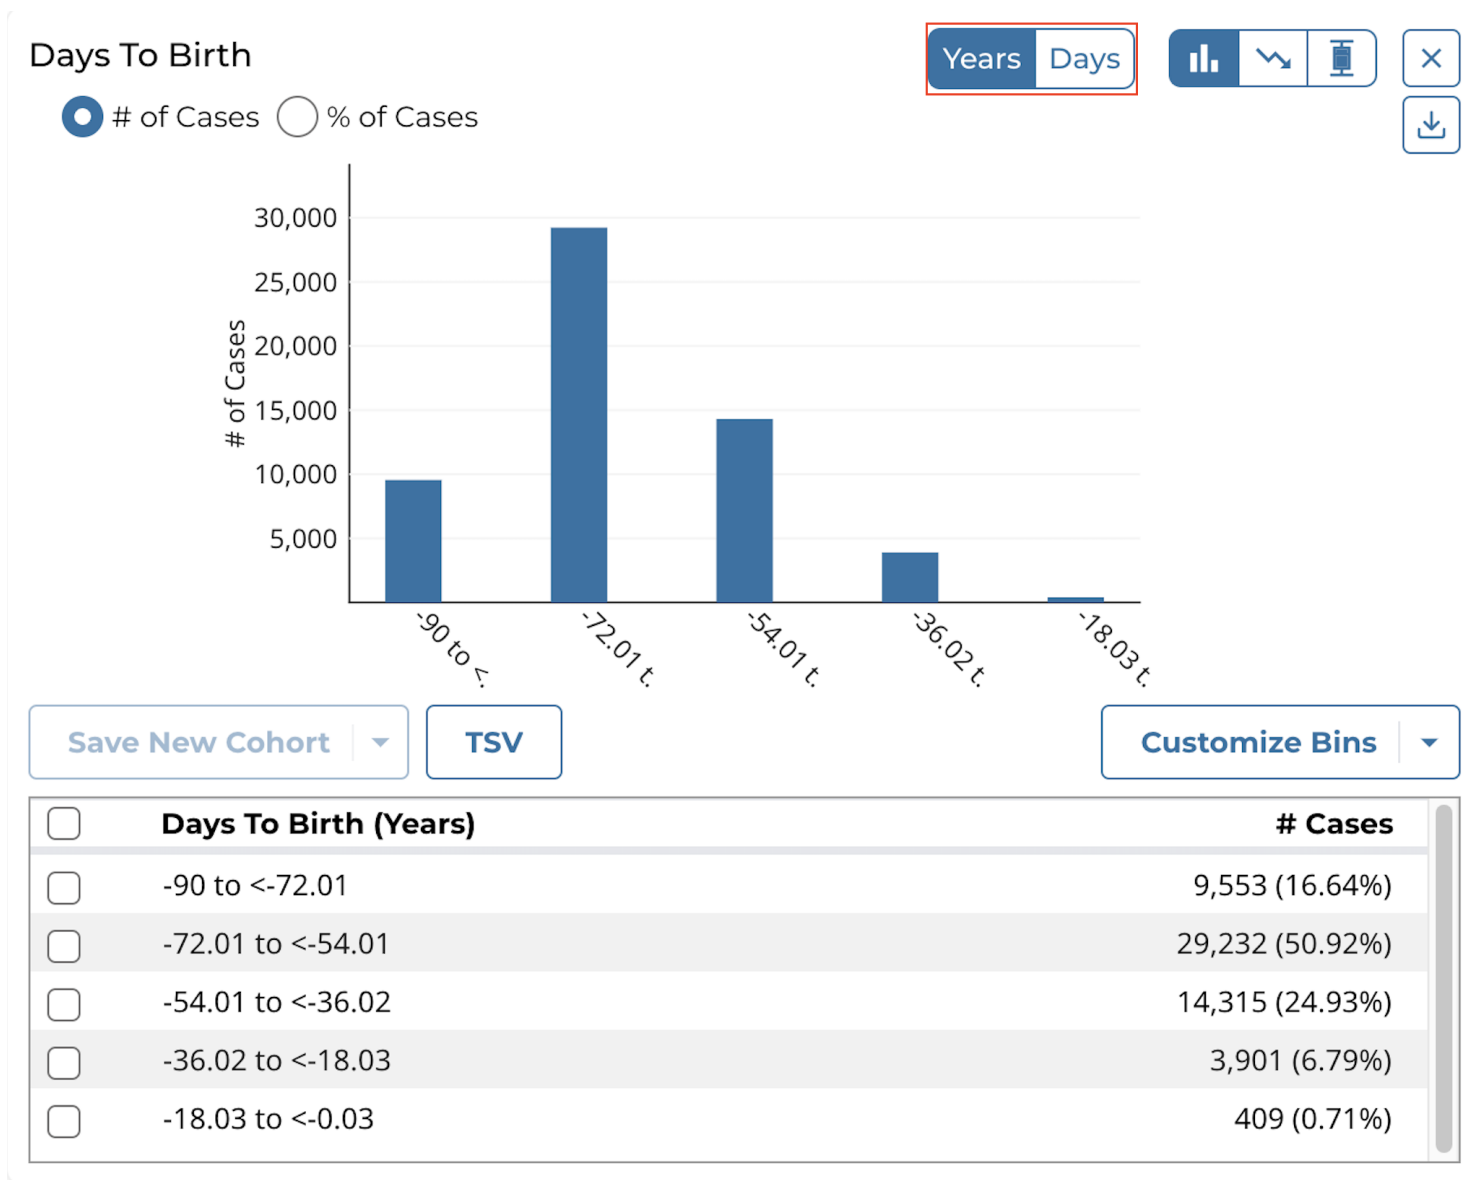 Days To Birth
Years Days
# of Cases % of Cases
# of Cases
30,000
25,000
20,000
15,000
10,000
5,000
-90 to <.
-72.01 t.
-54.01 t.
-36.02 t.
-18.03 t.
Save New Cohort
TSV
Customize Bins
Days To Birth (Years) # Cases
-90 to <-72.01 9,553 (16.64%)
-72.01 to <-54.01 29,232 (50.92%)
-54.01 to <-36.02 14,315 (24.93%)
-36.02 to <-18.03 3,901 (6.79%)
-18.03 to <-0.03 409 (0.71%)